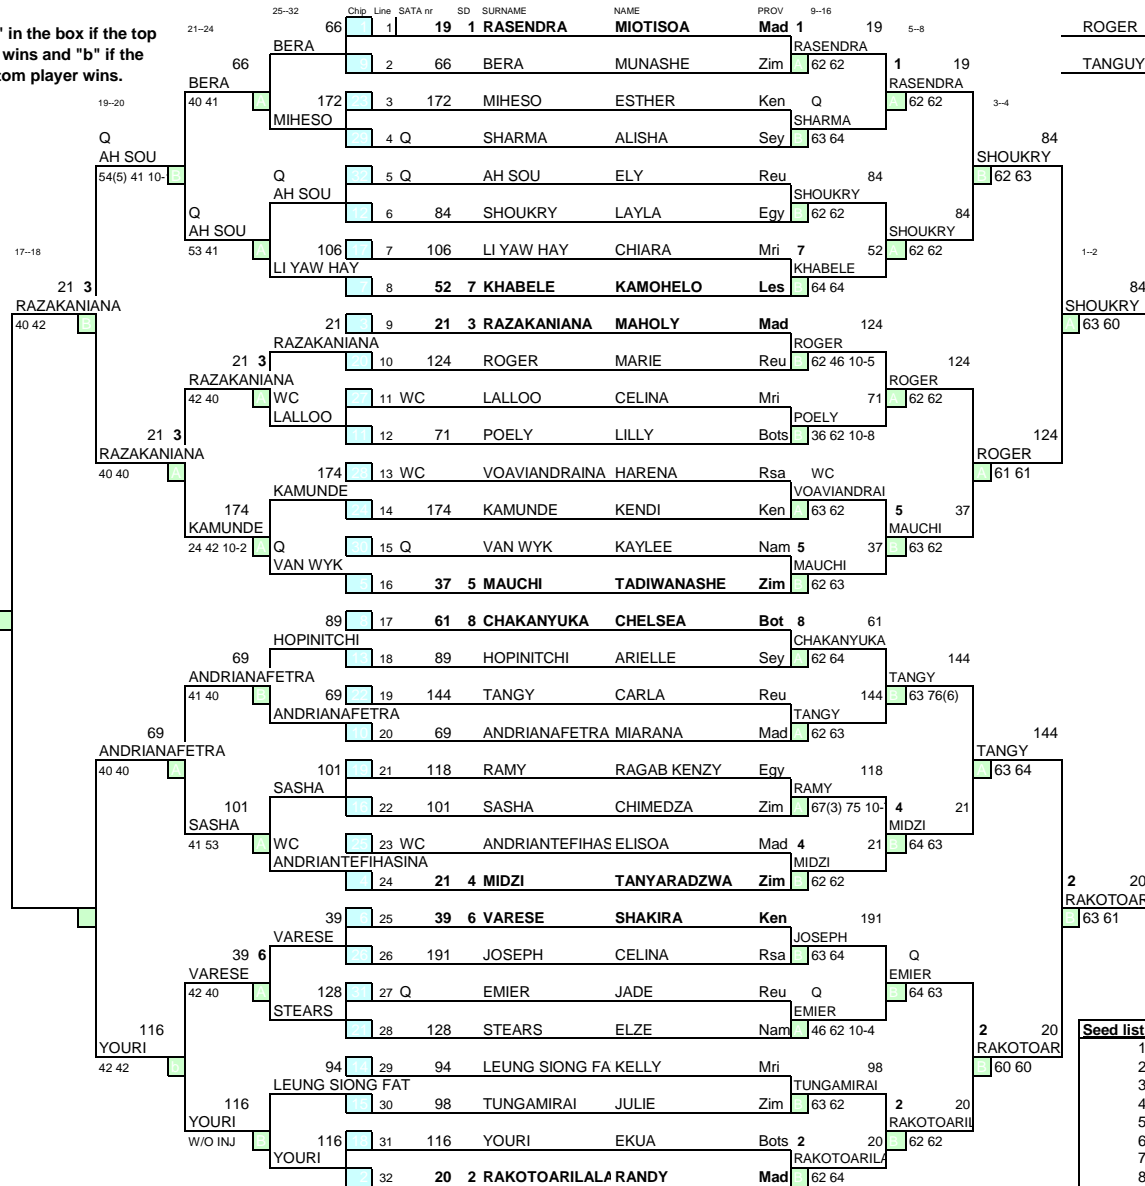 25--32 Chip Line SATA nr SD SURNAME NAME PROV 9--16
" in the box if the top 21--24 66 1 19 1 RASENDRA MIOTISOA Mad 1 19 5--8 ROGER
wins and "b" if the BERA RASENDRA
tom player wins. 66 2 66 BERA MUNASHE Zim 62 62 1 19 TANGUY
BERA RASENDRA
40 41 172 3 172 MIHESO ESTHER Ken Q 62 62
19--20 MIHESO SHARMA 3--4
Q 4 Q SHARMA ALISHA Sey 63 64 84
AH SOU SHOUKRY
54(5) 41 10- Q 5 Q AH SOU ELY Reu 84 62 63
AH SOU SHOUKRY
Q 6 84 SHOUKRY LAYLA Egy 62 62 84
AH SOU SHOUKRY
17--18 53 41 106 7 106 LI YAW HAY CHIARA Mri 7 52 62 62 1--2
LI YAW HAY KHABELE
21 3 8 52 7 KHABELE KAMOHELO Les 64 64 84
RAZAKANIANA SHOUKRY
40 42 21 9 21 3 RAZAKANIANA MAHOLY Mad 124 63 60
RAZAKANIANA ROGER
21 3 10 124 ROGER MARIE Reu 62 46 10-5 124
RAZAKANIANA ROGER
42 40 WC 11 WC LALLOO CELINA Mri 71 62 62
LALLOO POELY
21 3 12 71 POELY LILLY Bots 36 62 10-8 124
RAZAKANIANA ROGER
40 40 174 13 WC VOAVIANDRAINA HARENA Rsa WC 61 61
KAMUNDE VOAVIANDRAI
174 14 174 KAMUNDE KENDI Ken 63 62 5 37
KAMUNDE MAUCHI
24 42 10-2 Q 15 Q VAN WYK KAYLEE Nam 5 37 63 62
VAN WYK MAUCHI
16 37 5 MAUCHI TADIWANASHE Zim 62 63
89 17 61 8 CHAKANYUKA CHELSEA Bot 8 61
HOPINITCHI CHAKANYUKA
69 18 89 HOPINITCHI ARIELLE Sey 62 64 144
ANDRIANAFETRA TANGY
41 40 69 19 144 TANGY CARLA Reu 144 63 76(6)
ANDRIANAFETRA TANGY
69 20 69 ANDRIANAFETRA MIARANA Mad 62 63 144
ANDRIANAFETRA TANGY
40 40 101 21 118 RAMY RAGAB KENZY Egy 118 63 64
SASHA RAMY
101 22 101 SASHA CHIMEDZA Zim 67(3) 75 10- 4 21
SASHA MIDZI
41 53 WC 23 WC ANDRIANTEFIHAS ELISOA Mad 4 21 64 63
ANDRIANTEFIHASINA MIDZI
24 21 4 MIDZI TANYARADZWA Zim 62 62 2 20
RAKOTOAR
39 25 39 6 VARESE SHAKIRA Ken 191 63 61
VARESE JOSEPH
39 6 26 191 JOSEPH CELINA Rsa 63 64 Q
VARESE EMIER
42 40 128 27 Q EMIER JADE Reu Q 64 63
STEARS EMIER
116 28 128 STEARS ELZE Nam 46 62 10-4 2 20 Seed list
YOURI RAKOTOAR 1
42 42 94 29 94 LEUNG SIONG FA KELLY Mri 98 60 60 2
LEUNG SIONG FAT TUNGAMIRAI 3
116 30 98 TUNGAMIRAI JULIE Zim 63 62 2 20 4
YOURI RAKOTOARIL 5
W/O INJ 116 31 116 YOURI EKUA Bots 2 20 62 62 6
YOURI RAKOTOARILA 7
32 20 2 RAKOTOARILALA RANDY Mad 62 64 8